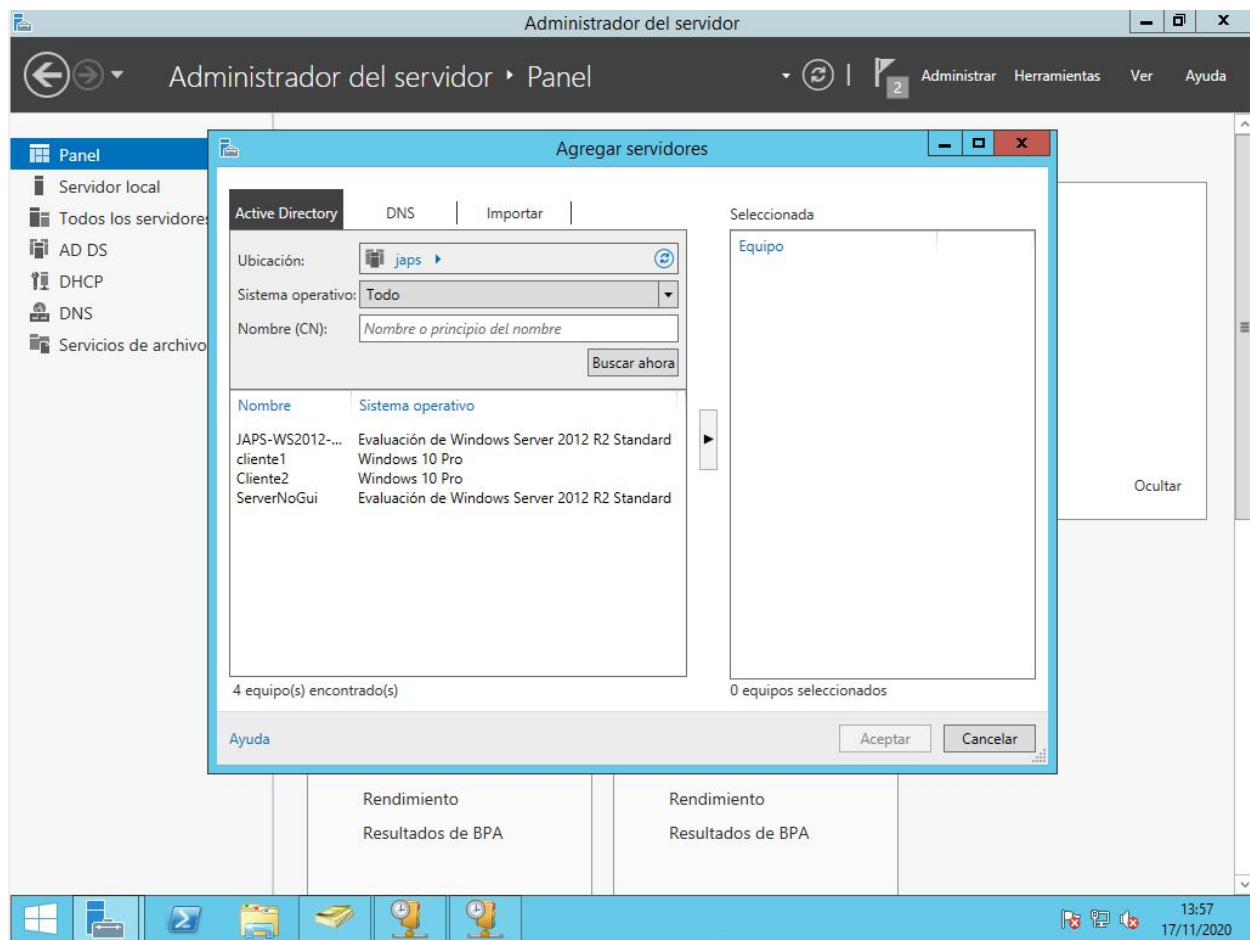 Administrador del servidor
Administrador del servidor ‣ Panel
2
Administrar Herramientas Ver Ayuda
Panel
Servidor local
Todos los servidores
AD DS
DHCP
DNS
Servicios de archivo
Agregar servidores
Active Directory DNS Importar
Ubicación: japs
Sistema operativo: Todo
Nombre (CN): Nombre o principio del nombre
Buscar ahora
Nombre Sistema operativo
JAPS-WS2012-... Evaluación de Windows Server 2012 R2 Standard
cliente1 Windows 10 Pro
Cliente2 Windows 10 Pro
ServerNoGui Evaluación de Windows Server 2012 R2 Standard
4 equipo(s) encontrado(s)
Seleccionada
Equipo
0 equipos seleccionados
Ayuda
Aceptar Cancelar
Ocultar
Rendimiento Rendimiento
Resultados de BPA Resultados de BPA
13:57
17/11/2020